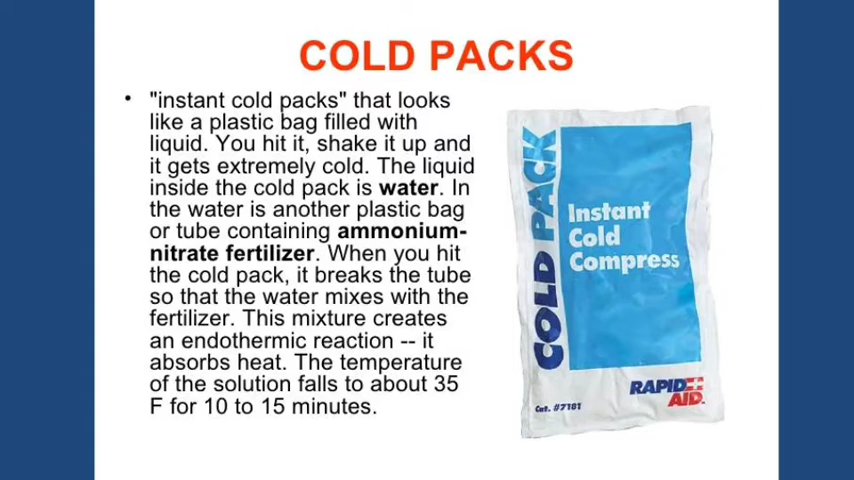 COLD PACKS
• "instant cold packs" that looks
like a plastic bag filled with
liquid. You hit it, shake it up and
it gets extremely cold. The liquid
inside the cold pack is water. In
the water is another plastic bag
or tube containing ammonium-
nitrate fertilizer. When you hit
the cold pack, it breaks the tube
so that the water mixes with the
fertilizer. This mixture creates
an endothermic reaction -- it
absorbs heat. The temperature
of the solution falls to about 35
F for 10 to 15 minutes.
COLD PACK
Instant
Cold
Compress
RAPID
AID
Cat. #7181